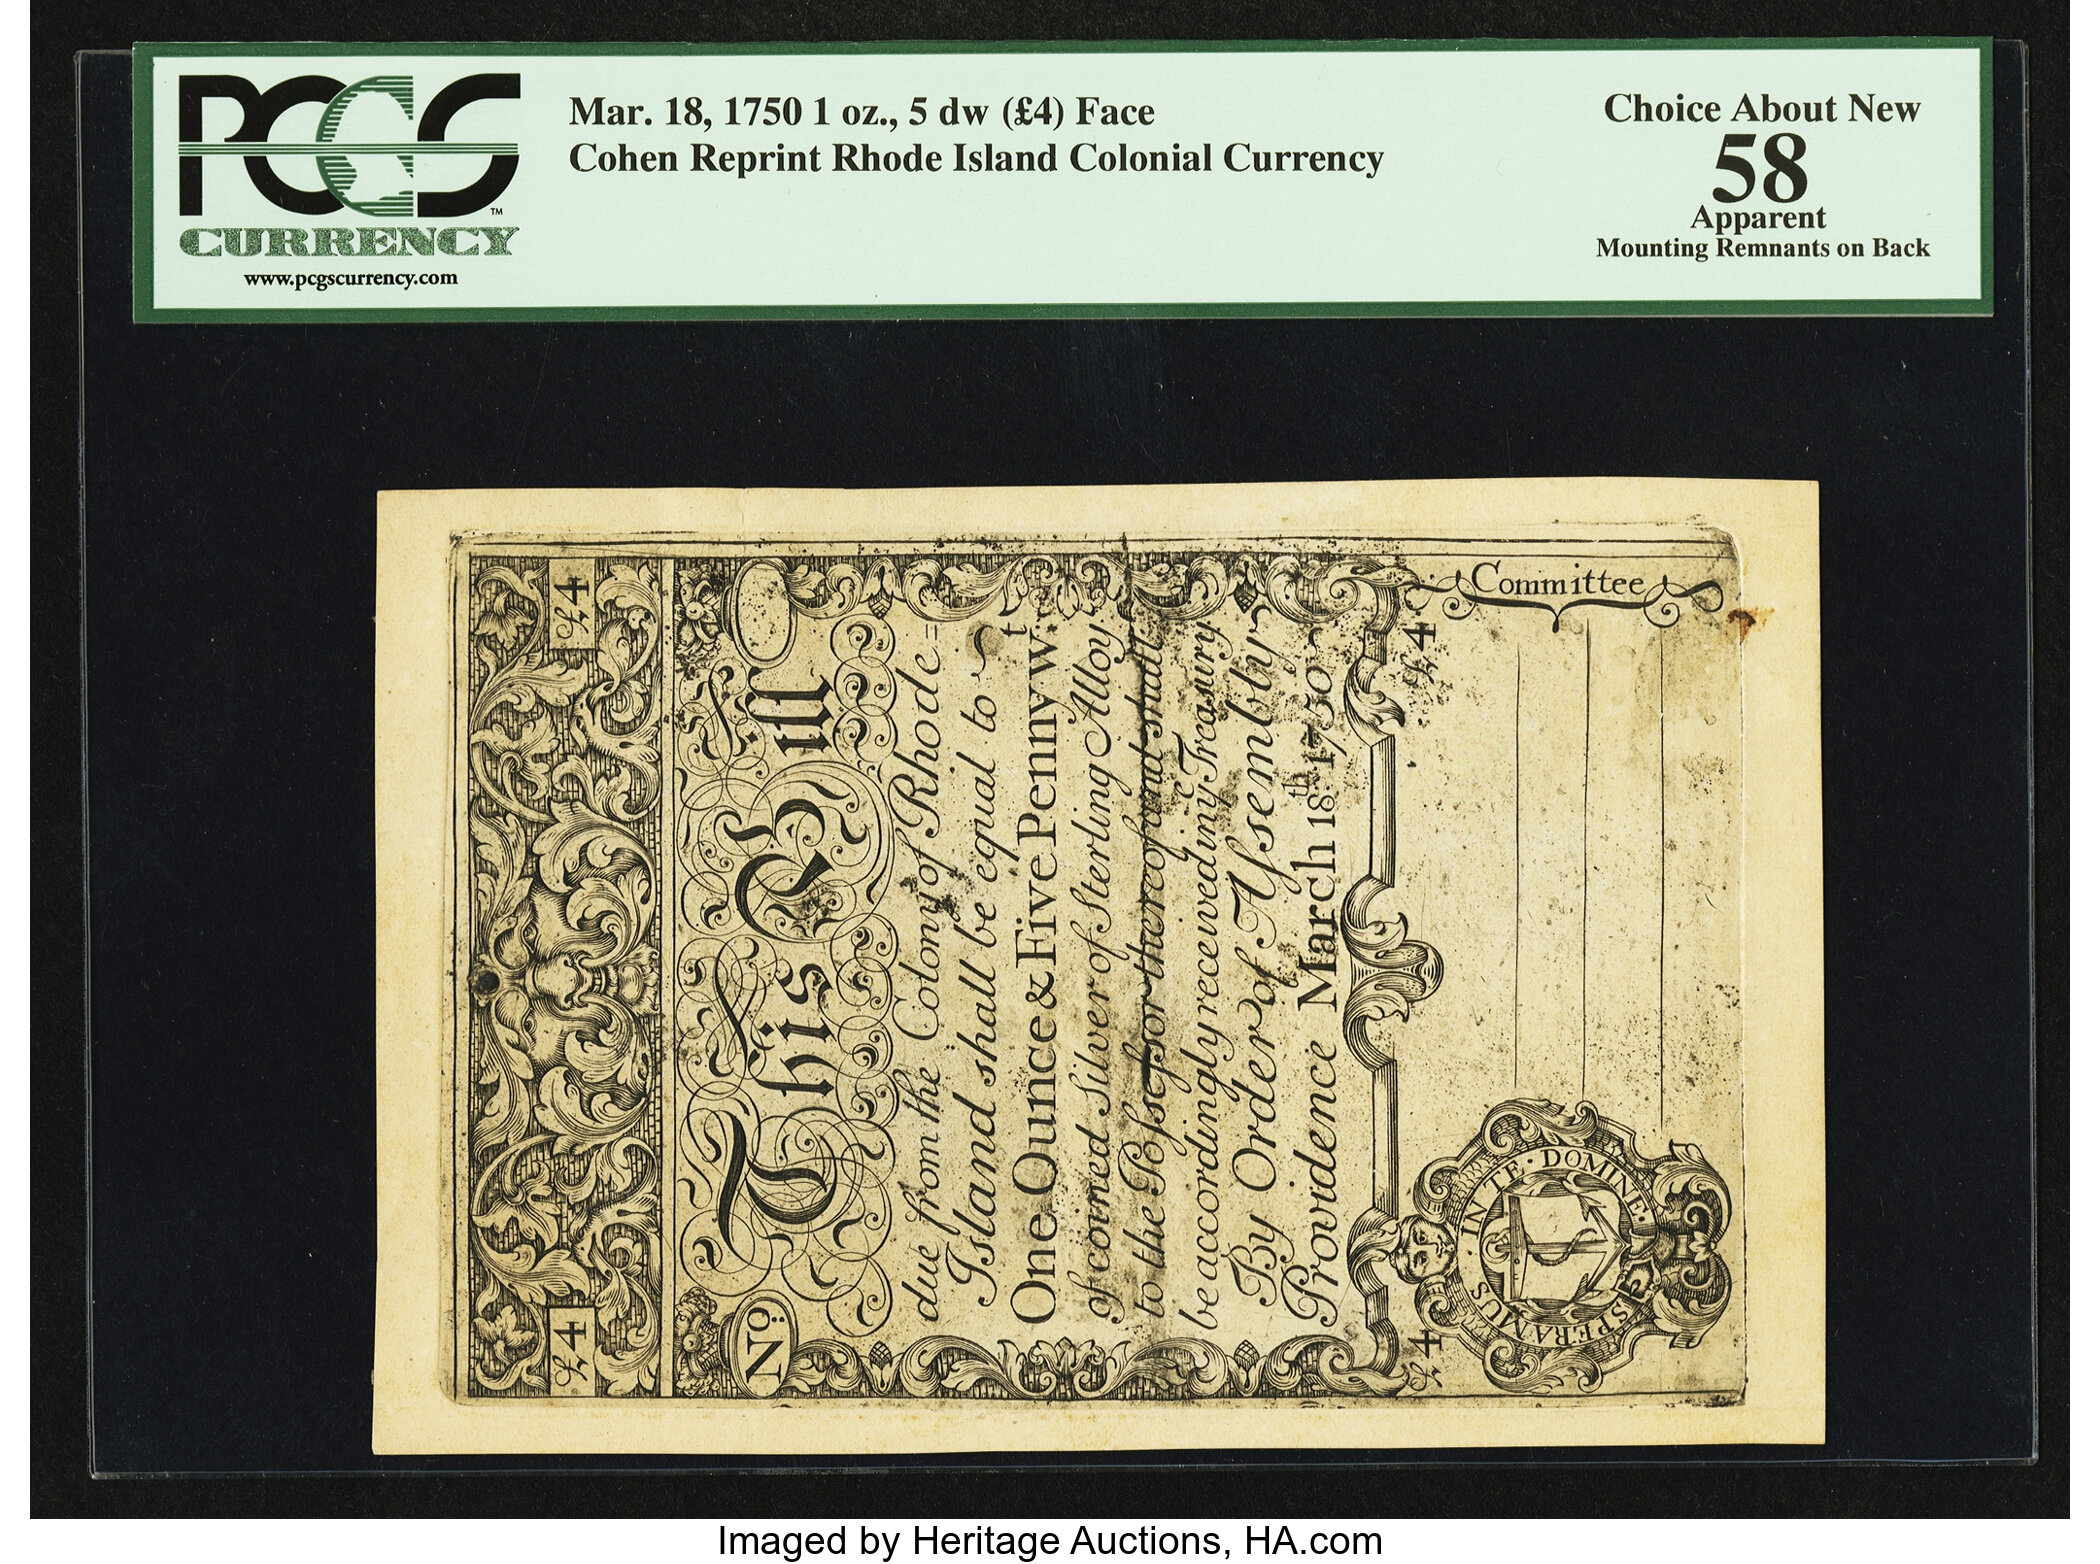 PCGS
™
CURRENCY
www.pcgscurrency.com
Mar. 18, 1750 1 oz., 5 dw (£4) Face
Cohen Reprint Rhode Island Colonial Currency
Choice About New
58
Apparent
Mounting Remnants on Back
£4 £4
No:
This Bill
due from the Colony of Rhode=
Island shall be equal to
One Ounce & Five Penny w.t
of coined Silver of Sterling Alloy
to the Possessor thereof and shall
be accordingly received in ye Treasury
By Order of Assembly
Providence March 18th 1750
£4 £4
Committee
IN TE · DOMINE · SPERAMUS ·
Imaged by Heritage Auctions, HA.com